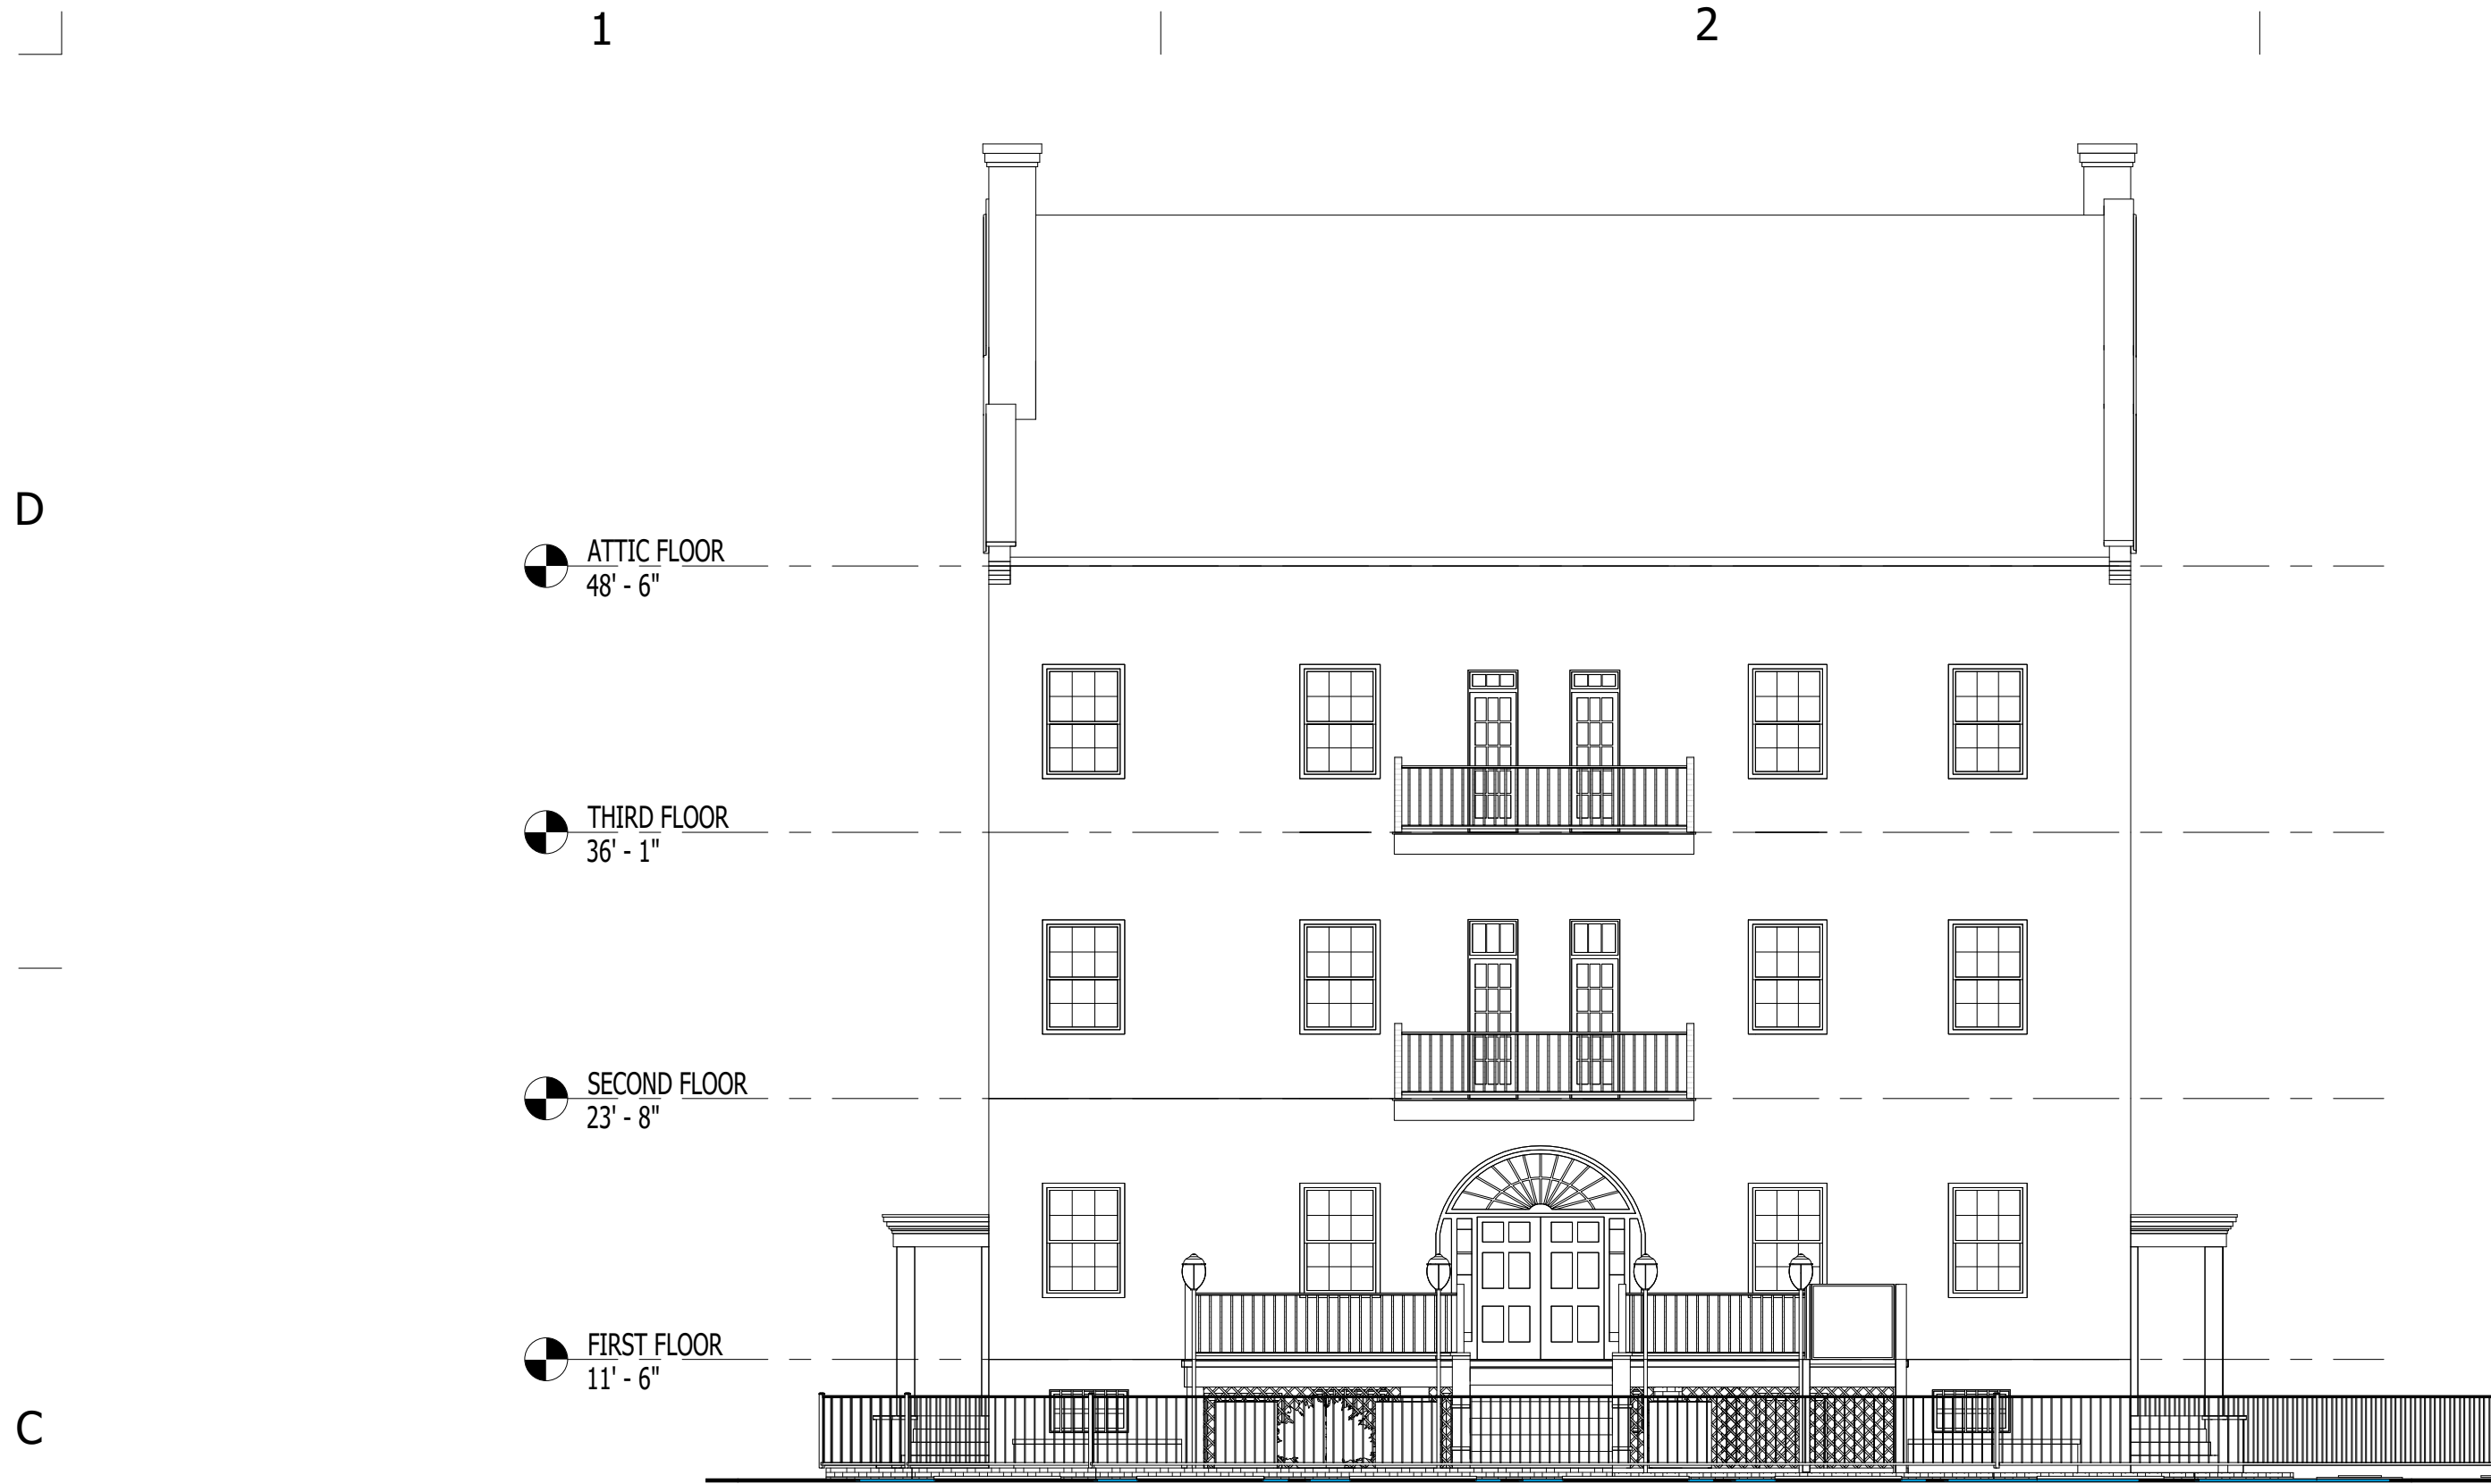 1
2
D
ATTIC FLOOR
48' - 6"
THIRD FLOOR
36' - 1"
SECOND FLOOR
23' - 8"
FIRST FLOOR
11' - 6"
C